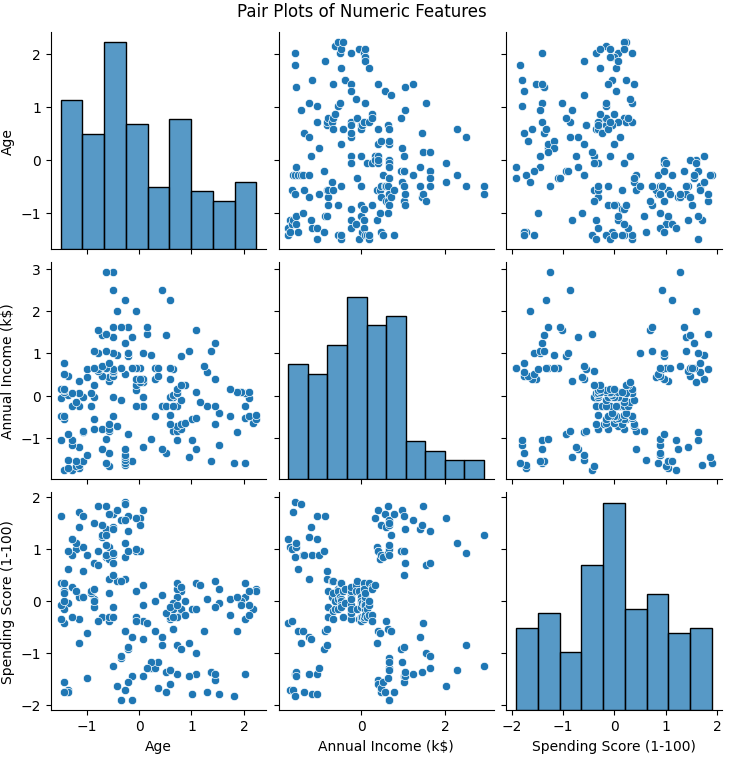 Pair Plots of Numeric Features
Age
2
1
0
−1
Annual Income (k$)
3
2
1
0
−1
Spending Score (1-100)
2
1
0
−1
−2
−1 0 1 2
0 2
−2 −1 0 1 2
Age
Annual Income (k$)
Spending Score (1-100)